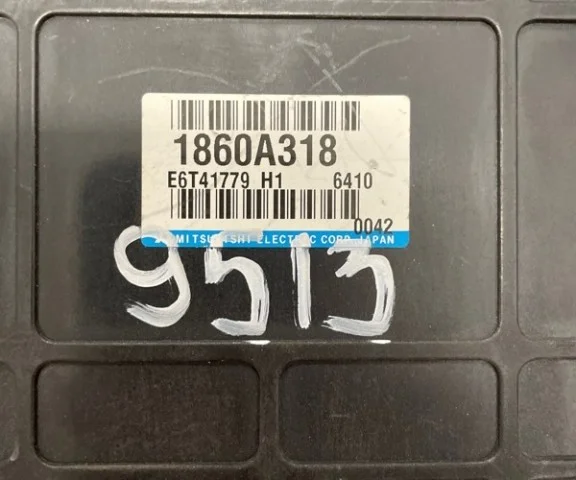 1860A318
E6T41779 H1 6410
0042
MITSUBISHI ELECTRIC CORP. JAPAN
9513